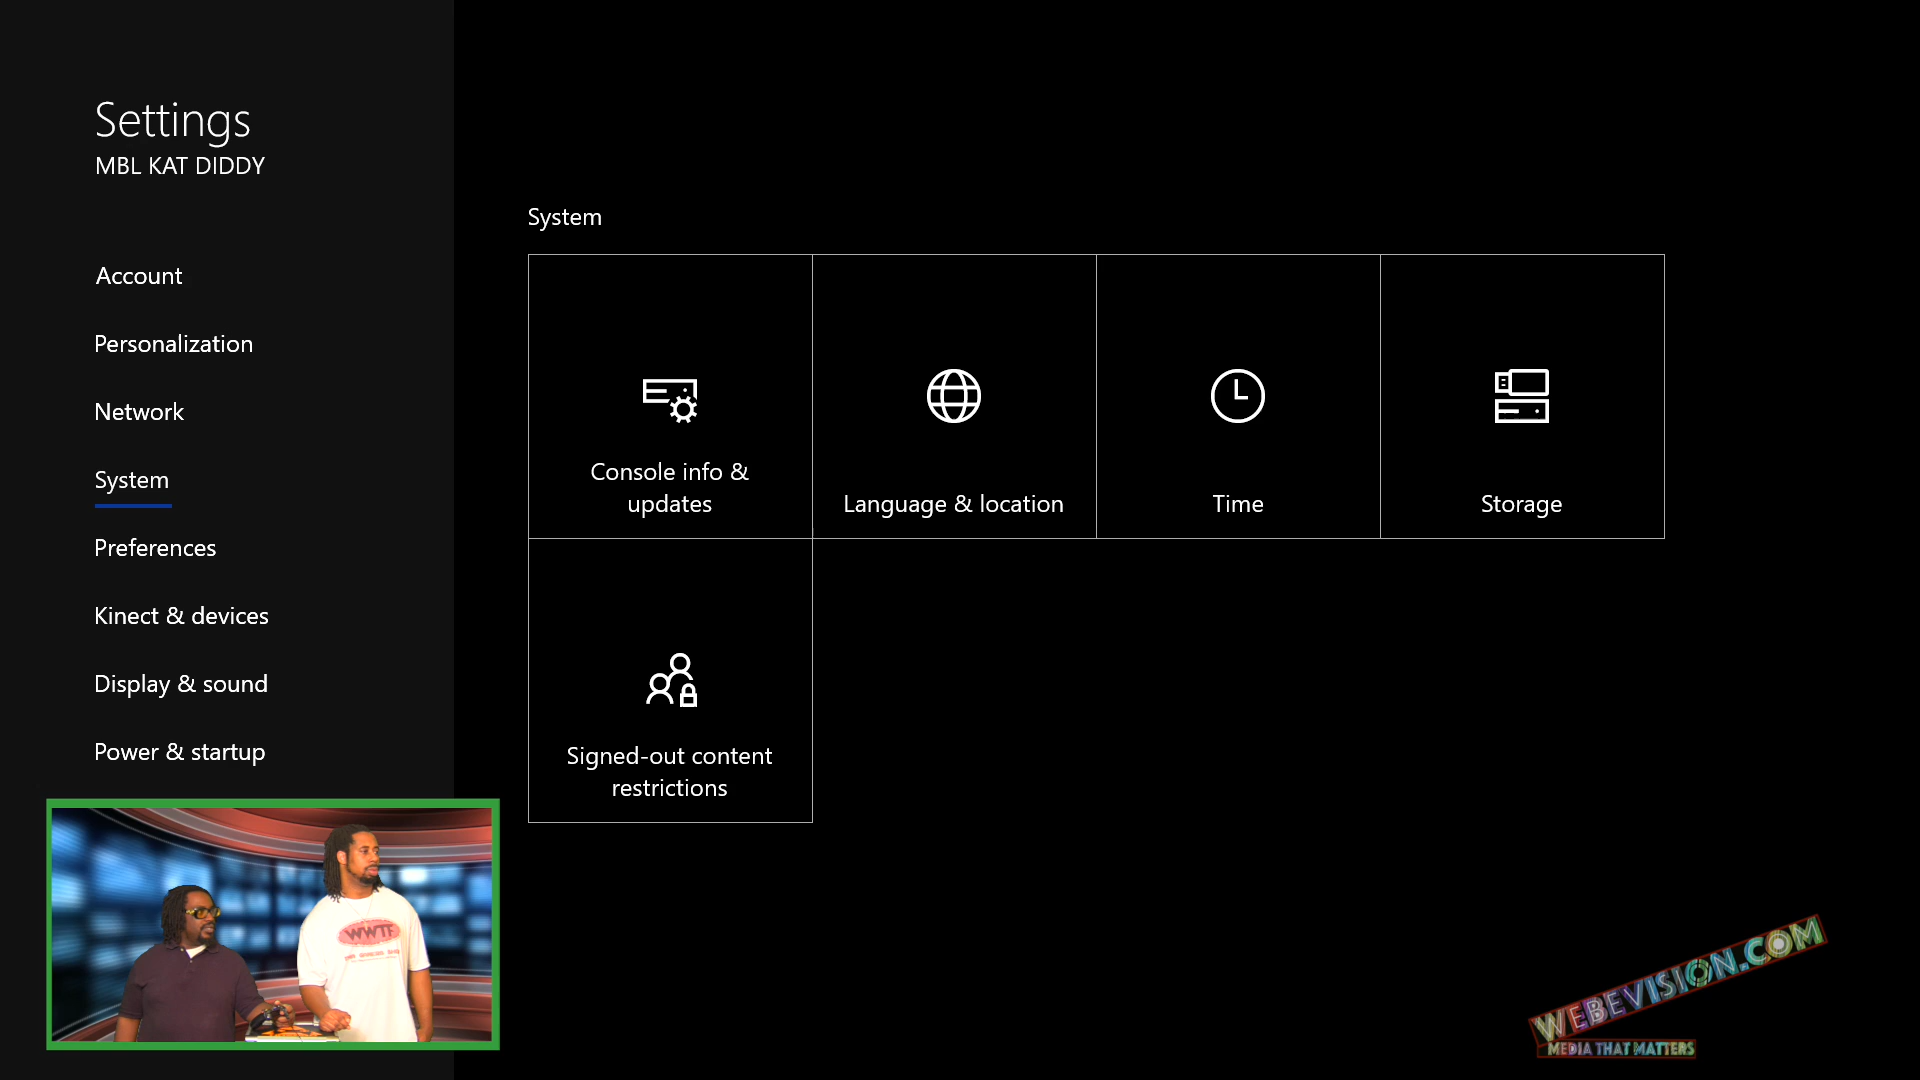 Settings
MBL KAT DIDDY
Account
Personalization
Network
System
Preferences
Kinect & devices
Display & sound
Power & startup
System
Console info &
updates
Language & location
Time
Storage
Signed-out content
restrictions
WWTF
WEBEVISION.COM
MEDIA THAT MATTERS